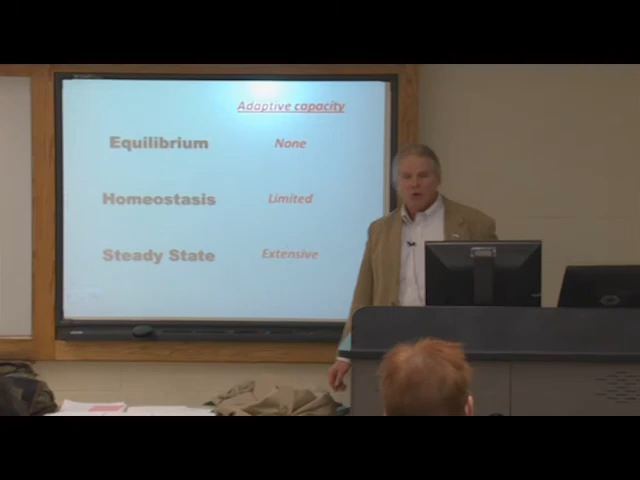 Adaptive capacity
Equilibrium None
Homeostasis Limited
Steady State Extensive